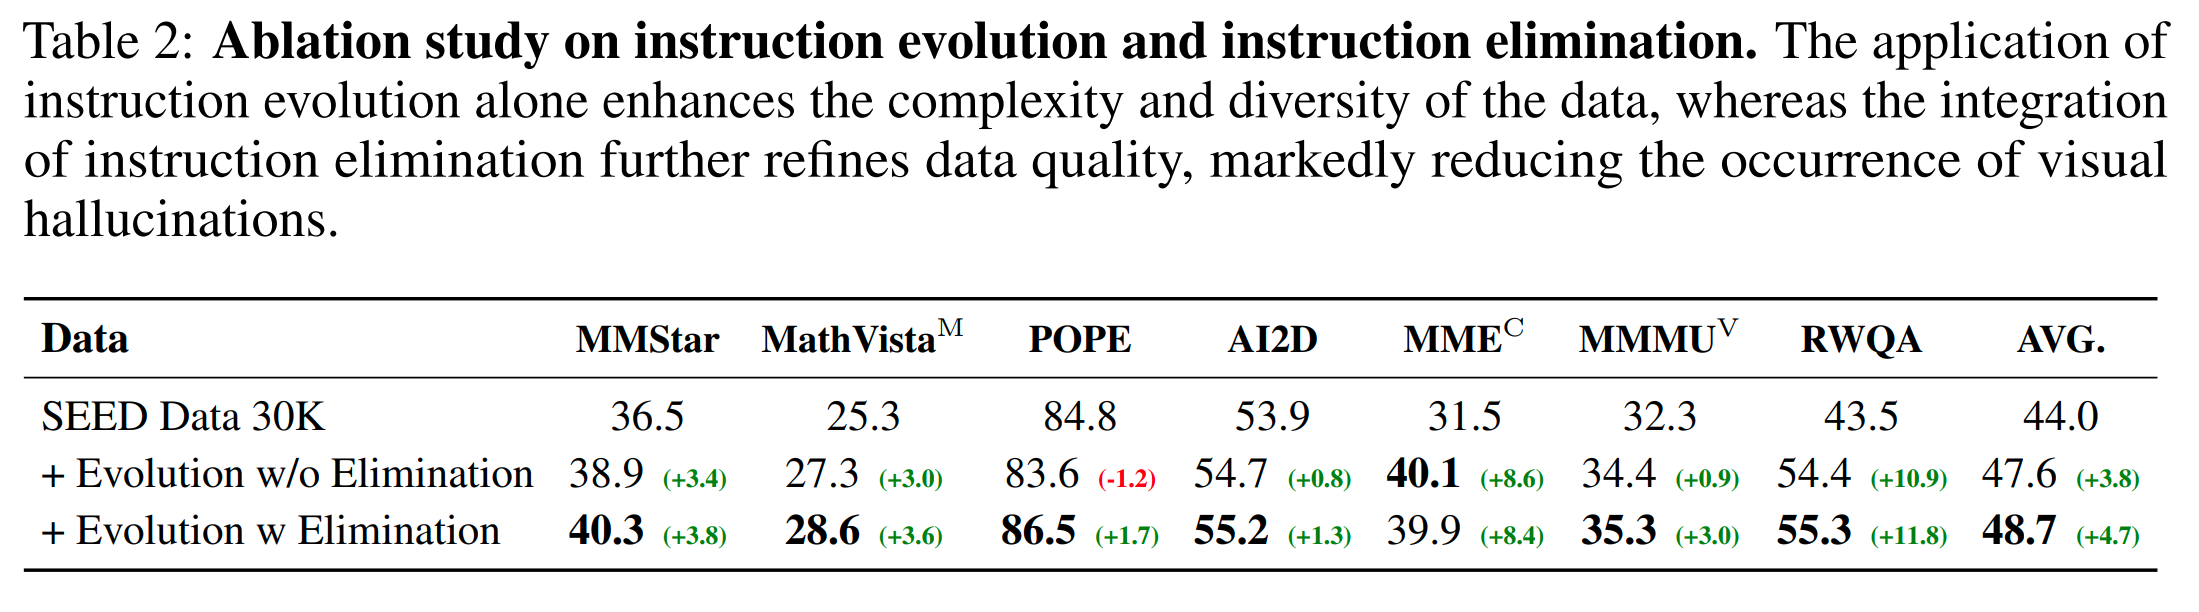 Table 2: Ablation study on instruction evolution and instruction elimination. The application of
instruction evolution alone enhances the complexity and diversity of the data, whereas the integration
of instruction elimination further refines data quality, markedly reducing the occurrence of visual
hallucinations.
Data MMStar MathVista^M POPE AI2D MME^C MMMU^V RWQA AVG.
SEED Data 30K 36.5 25.3 84.8 53.9 31.5 32.3 43.5 44.0
+ Evolution w/o Elimination 38.9 (+3.4) 27.3 (+3.0) 83.6 (-1.2) 54.7 (+0.8) 40.1 (+8.6) 34.4 (+0.9) 54.4 (+10.9) 47.6 (+3.8)
+ Evolution w Elimination 40.3 (+3.8) 28.6 (+3.6) 86.5 (+1.7) 55.2 (+1.3) 39.9 (+8.4) 35.3 (+3.0) 55.3 (+11.8) 48.7 (+4.7)